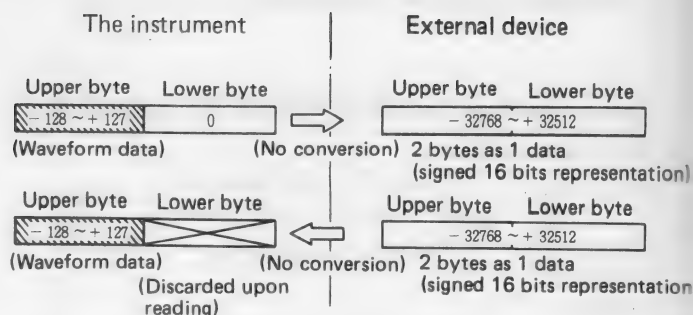 The instrument External device
Upper byte Lower byte Upper byte Lower byte
− 128 ~ + 127 0 − 32768 ~ + 32512
(Waveform data) (No conversion) 2 bytes as 1 data
(signed 16 bits representation)
Upper byte Lower byte Upper byte Lower byte
− 128 ~ + 127 − 32768 ~ + 32512
(Waveform data) (No conversion) 2 bytes as 1 data
(Discarded upon (signed 16 bits representation
reading)